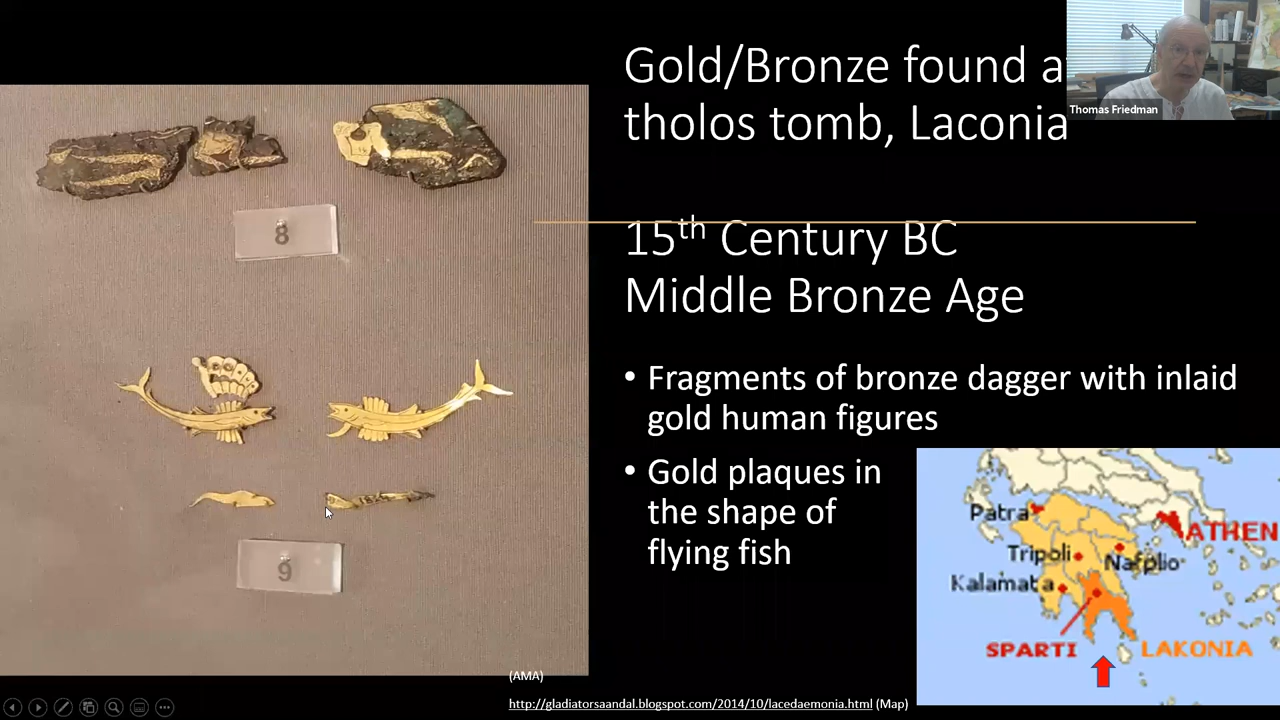 Gold/Bronze found a
tholos tomb, Laconia
Thomas Friedman
15th Century BC
Middle Bronze Age
• Fragments of bronze dagger with inlaid
gold human figures
• Gold plaques in
the shape of
flying fish
8
9
Patra
ATHEN
Tripoli
Nafplio
Kalamata
SPARTI
LAKONIA
(AMA)
http://gladiatorsaandal.blogspot.com/2014/10/lacedaemonia.html (Map)